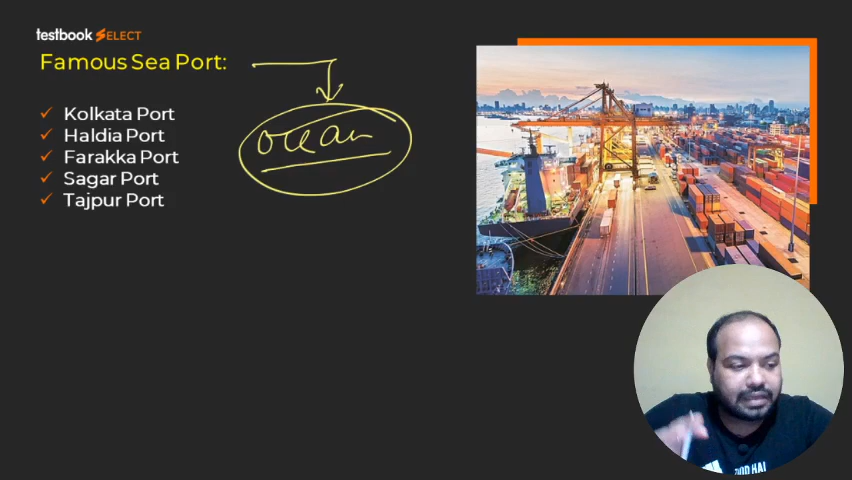 testbook SELECT
Famous Sea Port:
✓ Kolkata Port
✓ Haldia Port
✓ Farakka Port
✓ Sagar Port
✓ Tajpur Port
ocean